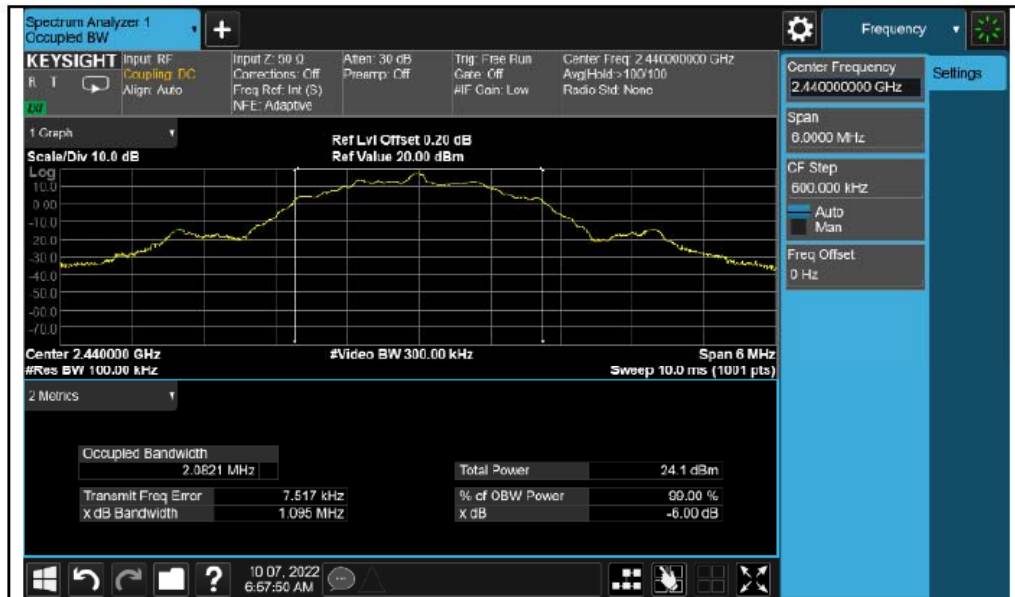 Spectrum Analyzer 1
Occupied BW
Frequency
KEYSIGHT
R T
Input: RF
Coupling: DC
Align: Auto
Input Z: 50 Ω
Corrections: Off
Freq Ref: Int (S)
NFE: Adaptive
Atten: 30 dB
Preamp: Off
Trig: Free Run
Gate: Off
#IF Gain: Low
Center Freq: 2.440000000 GHz
Avg|Hold:>100/100
Radio Std: None
Center Frequency
2.440000000 GHz
Settings
Span
6.0000 MHz
CF Step
600.000 kHz
Auto
Man
Freq Offset
0 Hz
1 Graph
Scale/Div 10.0 dB
Ref Lvl Offset 0.20 dB
Ref Value 20.00 dBm
Log
10.0
0.00
-10.0
-20.0
-30.0
-40.0
-50.0
-60.0
-70.0
Center 2.440000 GHz
#Res BW 100.00 kHz
#Video BW 300.00 kHz
Span 6 MHz
Sweep 10.0 ms (1001 pts)
2 Metrics
Occupied Bandwidth
2.0821 MHz
Transmit Freq Error 7.517 kHz
x dB Bandwidth 1.095 MHz
Total Power 24.1 dBm
% of OBW Power 99.00 %
x dB -6.00 dB
?
10 07, 2022
6:57:50 AM